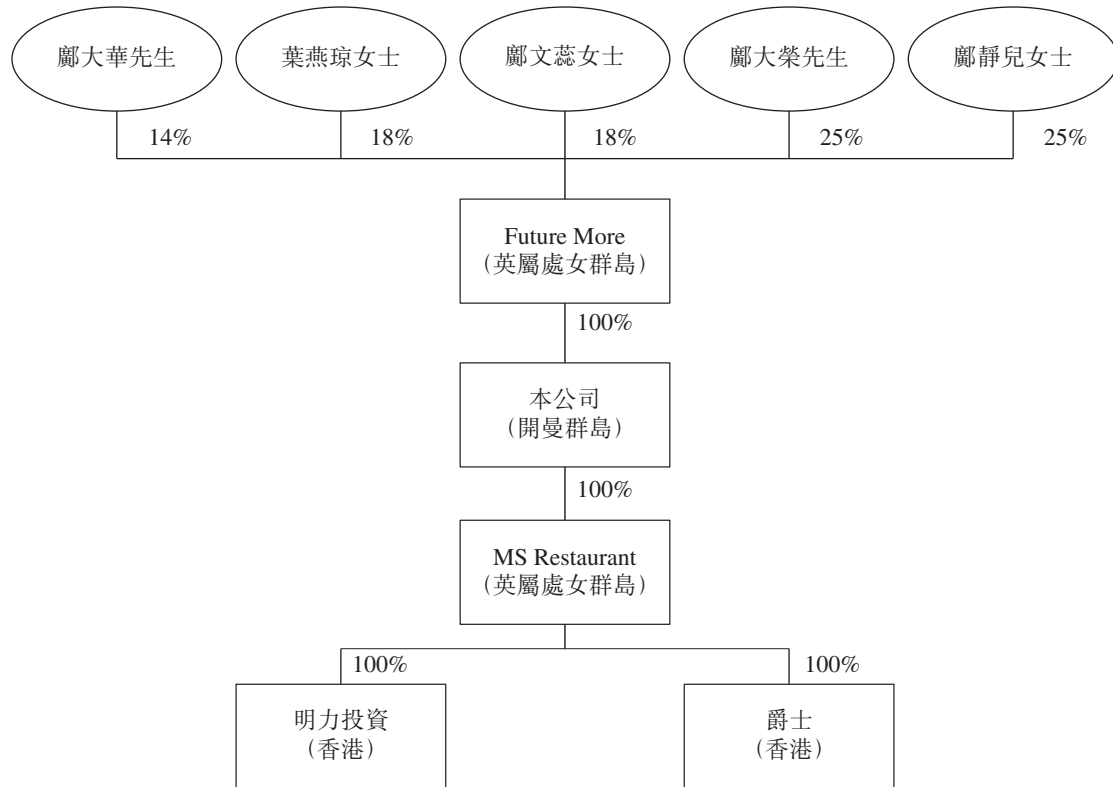 鄺大華先生
葉燕琼女士
鄺文蕊女士
鄺大榮先生
鄺靜兒女士
14%
18%
18%
25%
25%
Future More
（英屬處女群島）
100%
本公司
（開曼群島）
100%
MS Restaurant
（英屬處女群島）
100%
100%
明力投資
（香港）
爵士
（香港）